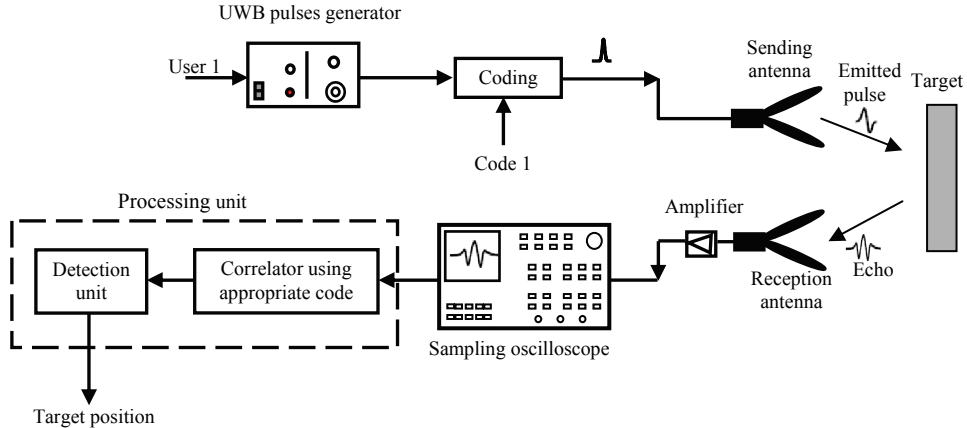 UWB pulses generator
User 1
Coding
Code 1
Sending
antenna
Emitted
pulse
Target
Processing unit
Detection
unit
Correlator using
appropriate code
Sampling oscilloscope
Amplifier
Echo
Reception
antenna
Target position